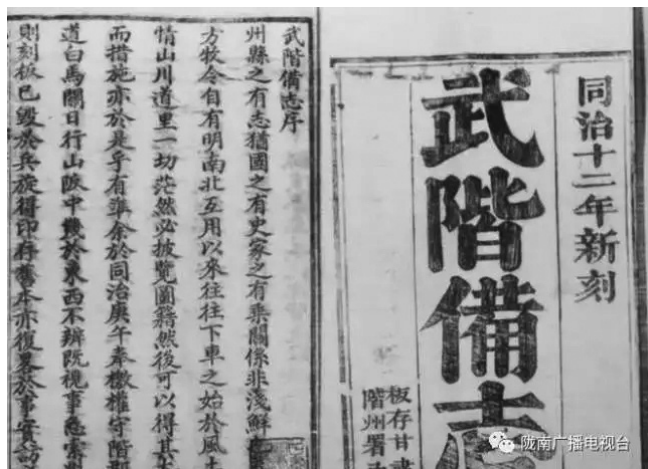 同治十二年新刻
武階備志
板存甘肅
階州署
武階備志序
州縣之有志猶國之有史家之有乘關係非淺鮮
方牧令自有明南北互用以來往往下車之始於風土
情山川道里一切茫然必披覽圖籍然後可以得其
而措施亦於是乎有準余於同治庚午奉檄權守階
道白馬關日行山陂中幾於東西不辨既視事急索
則刻板已毀於兵旋得印存舊本亦復畧於事實訪
陇南广播电视台